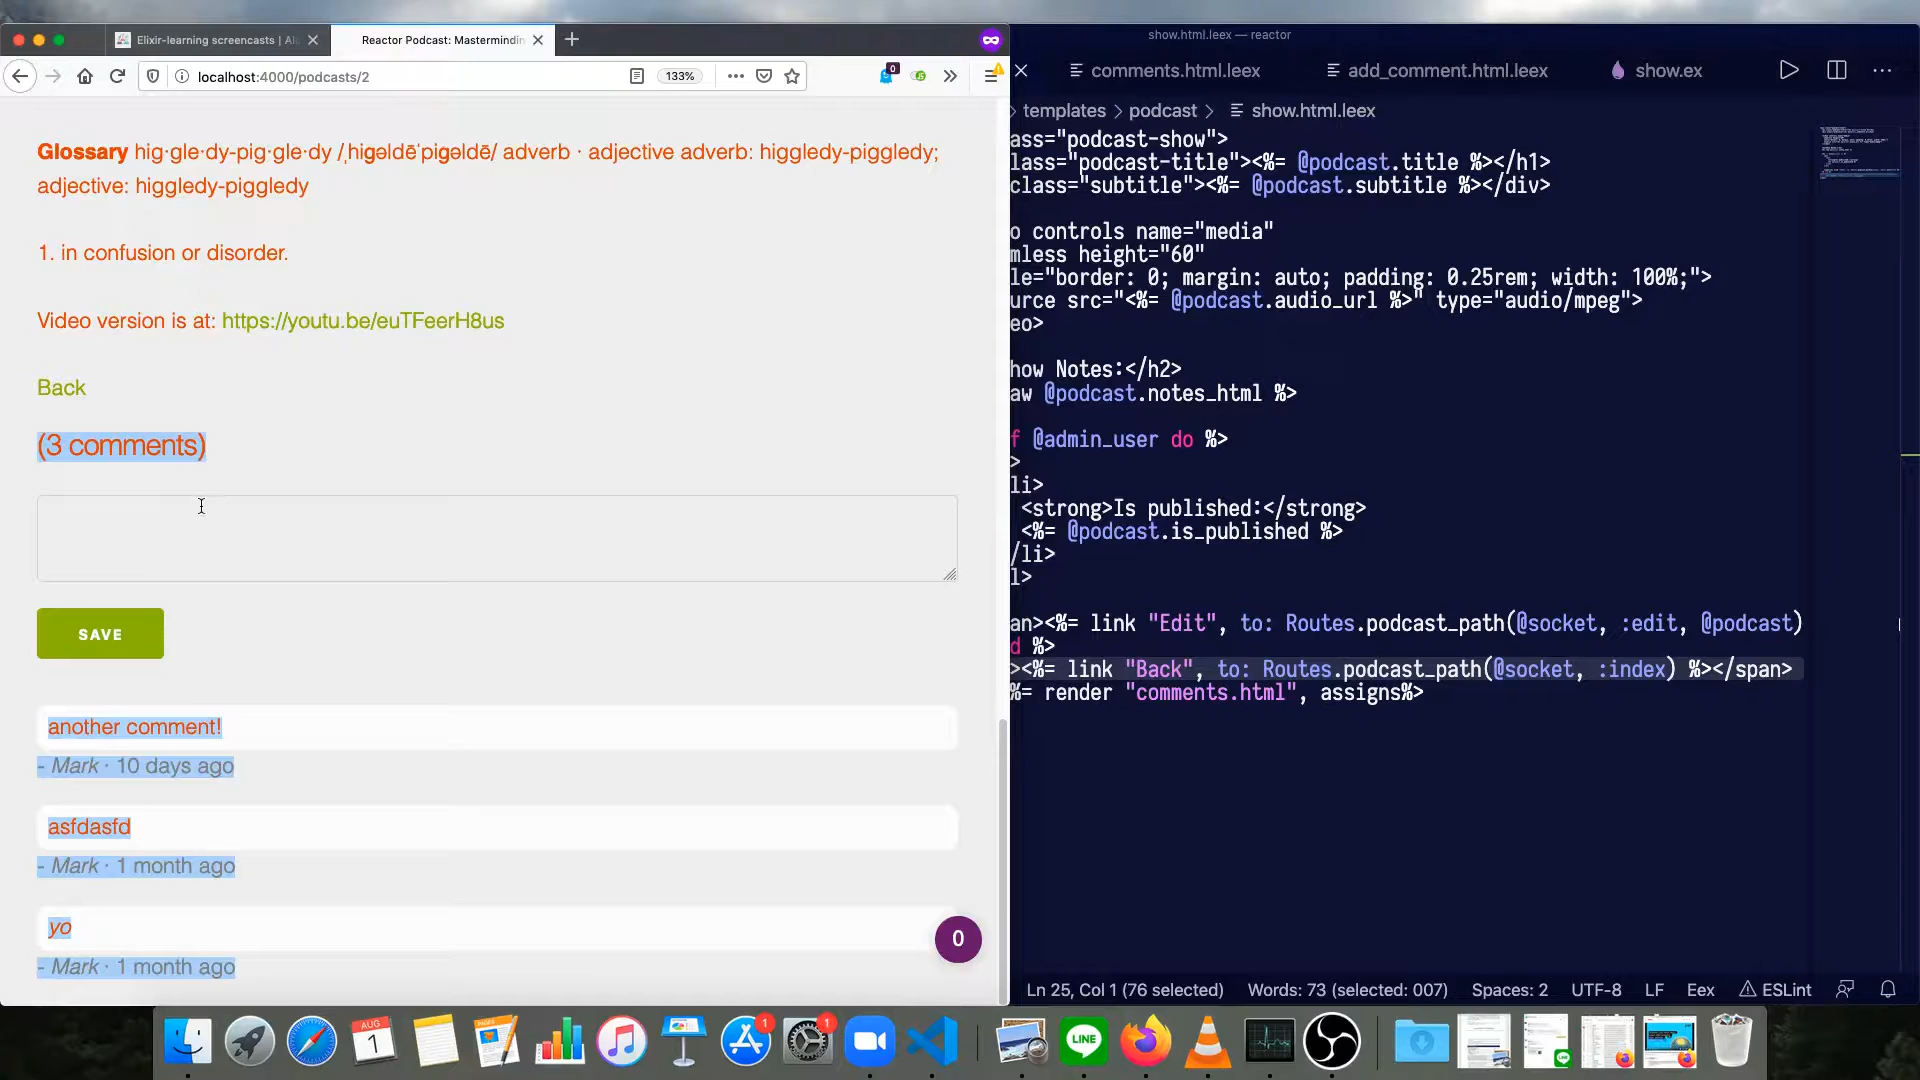 show.html.leex — reactor
Elixir-learning screencasts | Al
Reactor Podcast: Mastermindin
comments.html.leex
add_comment.html.leex
show.ex
localhost:4000/podcasts/2
133%
0
templates > podcast > show.html.leex
Glossary hig·gle·dy-pig·gle·dy /ˌhiɡəldēˈpiɡəldē/ adverb · adjective adverb: higgledy-piggledy;
adjective: higgledy-piggledy
1. in confusion or disorder.
Video version is at: https://youtu.be/euTFeerH8us
Back
(3 comments)
SAVE
another comment!
- Mark · 10 days ago
asfdasfd
- Mark · 1 month ago
yo
- Mark · 1 month ago
0
ass="podcast-show">
lass="podcast-title"><%= @podcast.title %></h1>
class="subtitle"><%= @podcast.subtitle %></div>
o controls name="media"
mless height="60"
le="border: 0; margin: auto; padding: 0.25rem; width: 100%;">
urce src="<%= @podcast.audio_url %>" type="audio/mpeg">
eo>
how Notes:</h2>
aw @podcast.notes_html %>
f @admin_user do %>
>
li>
<strong>Is published:</strong>
<%= @podcast.is_published %>
/li>
l>
an><%= link "Edit", to: Routes.podcast_path(@socket, :edit, @podcast)
d %>
><%= link "Back", to: Routes.podcast_path(@socket, :index) %></span>
%= render "comments.html", assigns%>
Ln 25, Col 1 (76 selected)
Words: 73 (selected: 007)
Spaces: 2
UTF-8
LF
Eex
ESLint
AUG
1
PAGES
1
1
LINE